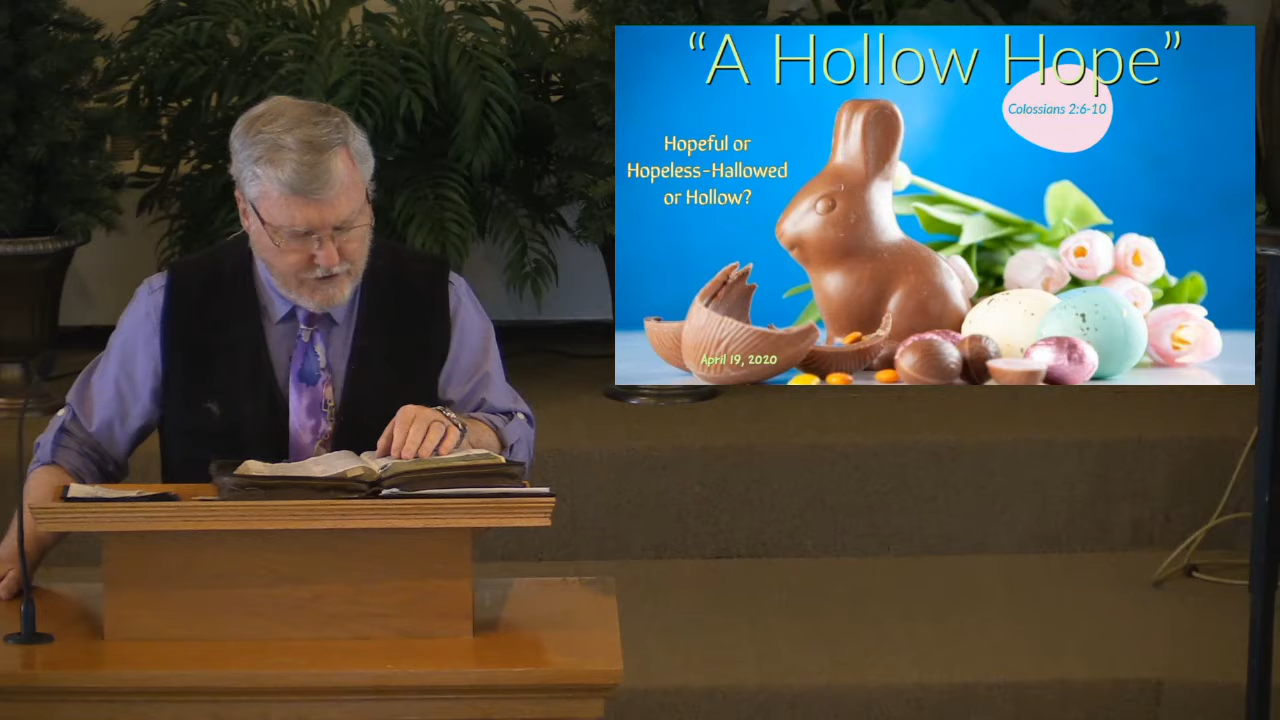 “A Hollow Hope”
Colossians 2:6-10
Hopeful or
Hopeless-Hallowed
or Hollow?
April 19, 2020